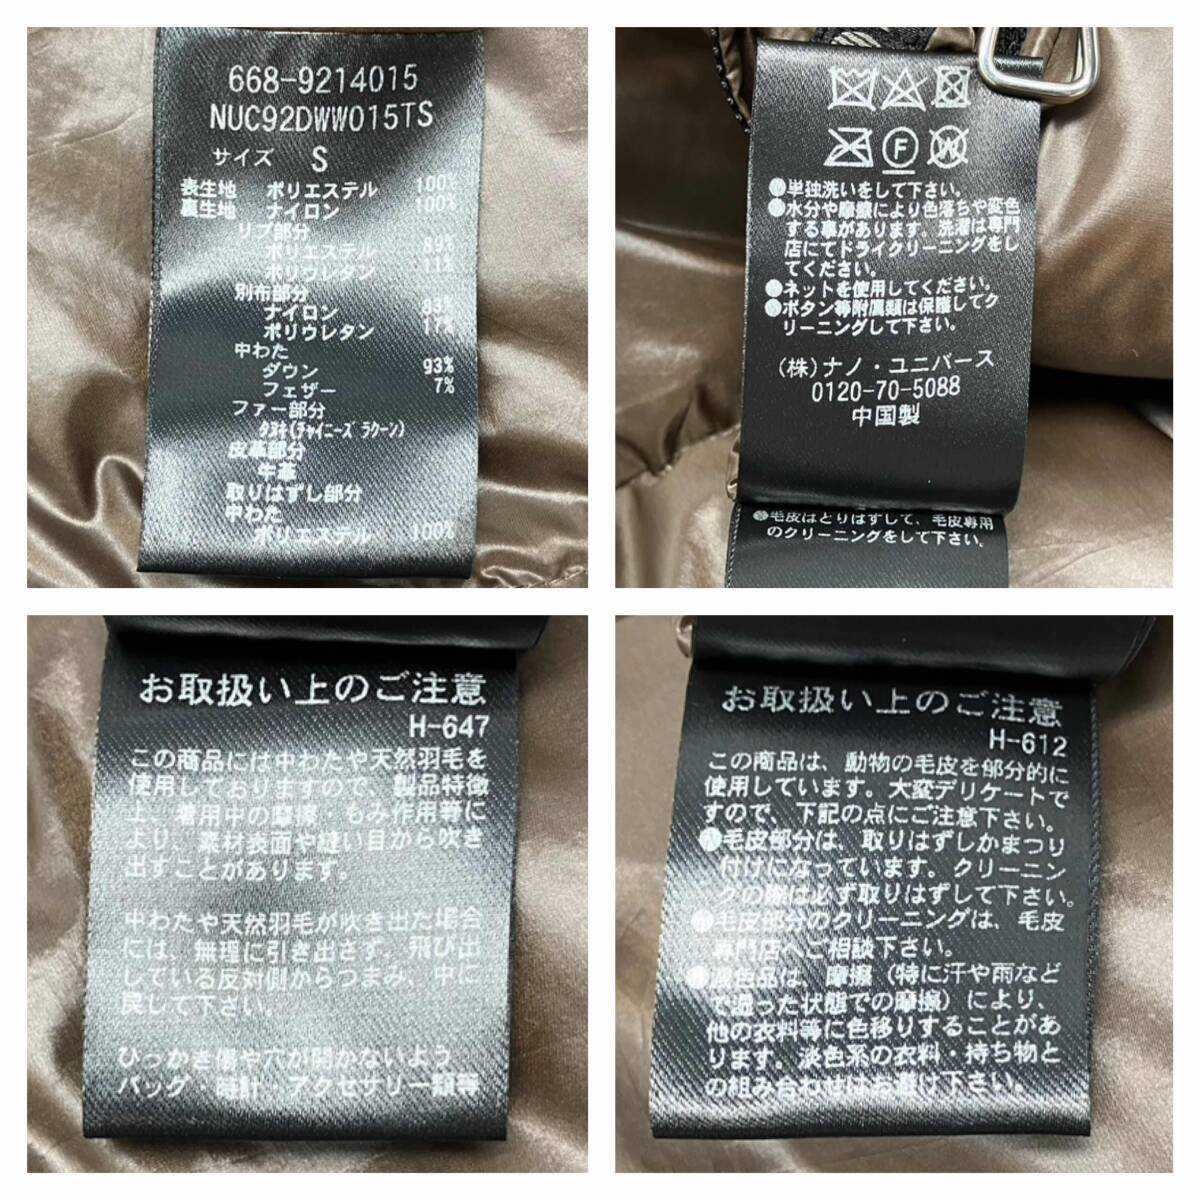 668-9214015
NUC92DWW015TS
サイズ S
表生地 ポリエステル 100%
裏生地 ナイロン 100%
リブ部分
ポリエステル 89%
ポリウレタン 11%
別布部分
ナイロン 83%
ポリウレタン 17%
中わた
ダウン 93%
フェザー 7%
ファー部分
タヌキ(チャイニーズ ラクーン)
皮革部分
牛革
取りはずし部分
中わた
ポリエステル 100%
F W
●単独洗いをして下さい。
●水分や摩擦により色落ちや変色
する事があります。洗濯は専門
店にてドライクリーニングをし
てください。
●ネットを使用してください。
●ボタン等附属類は保護してク
リーニングして下さい。
(株)ナノ・ユニバース
0120-70-5088
中国製
●毛皮はとりはずして、毛皮専用
のクリーニングをして下さい。
お取扱い上のご注意
H-647
この商品には中わたや天然羽毛を
使用しておりますので、製品特徴
上、着用中の摩擦・もみ作用等に
より、素材表面や縫い目から吹き
出すことがあります。
中わたや天然羽毛が吹き出た場合
には、無理に引き出さず、飛び出
している反対側からつまみ、中に
戻して下さい。
ひっかき傷や穴が開かないよう、
バッグ・時計・アクセサリー類等
お取扱い上のご注意
H-612
この商品は、動物の毛皮を部分的に
使用しています。大変デリケートで
すので、下記の点にご注意下さい。
●毛皮部分は、取りはずしかまつり
付けになっています。クリーニン
グの際は必ず取りはずして下さい。
●毛皮部分のクリーニングは、毛皮
専門店へご相談下さい。
●濃色品は、摩擦(特に汗や雨など
で湿った状態での摩擦)により、
他の衣料等に色移りすることがあ
ります。淡色系の衣料・持ち物と
の組み合わせはお避け下さい。